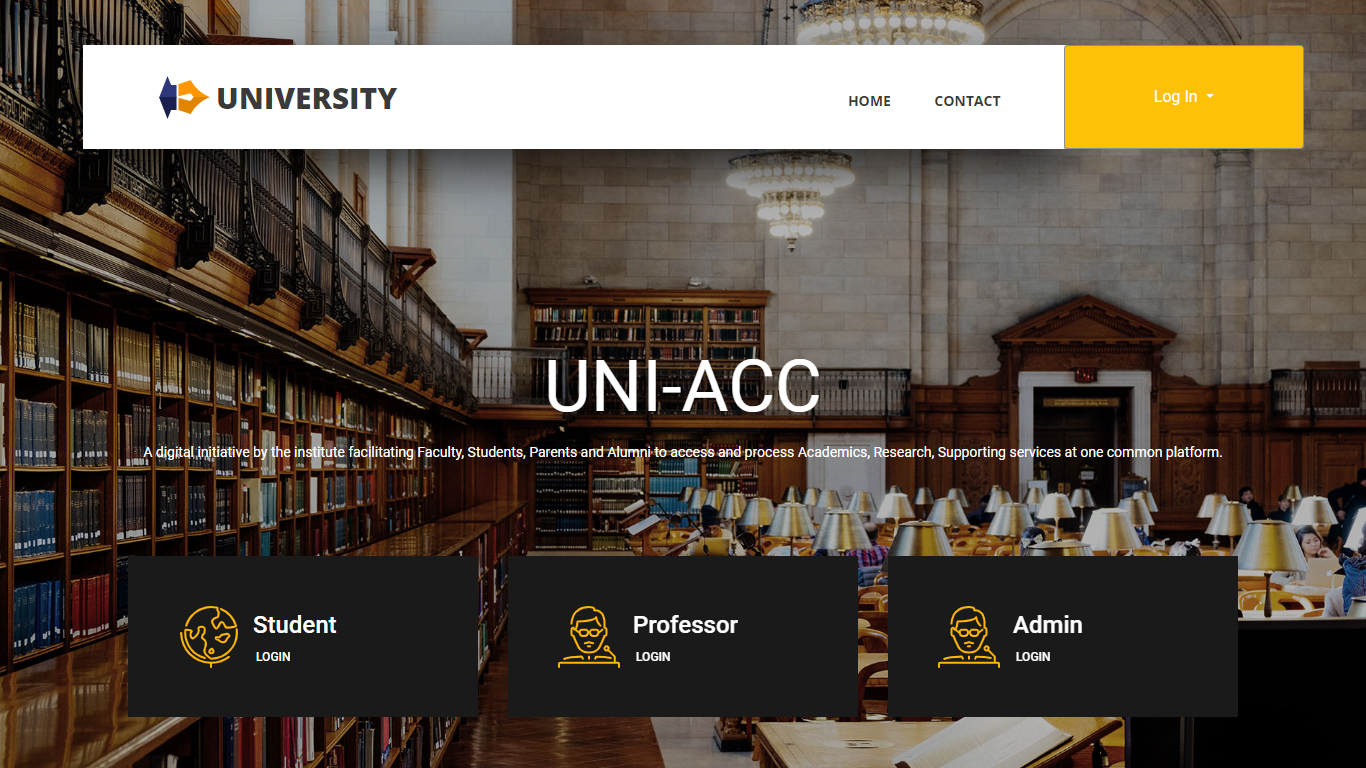 UNIVERSITY
HOME
CONTACT
Log In
UNI-ACC
A digital initiative by the institute facilitating Faculty, Students, Parents and Alumni to access and process Academics, Research, Supporting services at one common platform.
Student
LOGIN
Professor
LOGIN
Admin
LOGIN